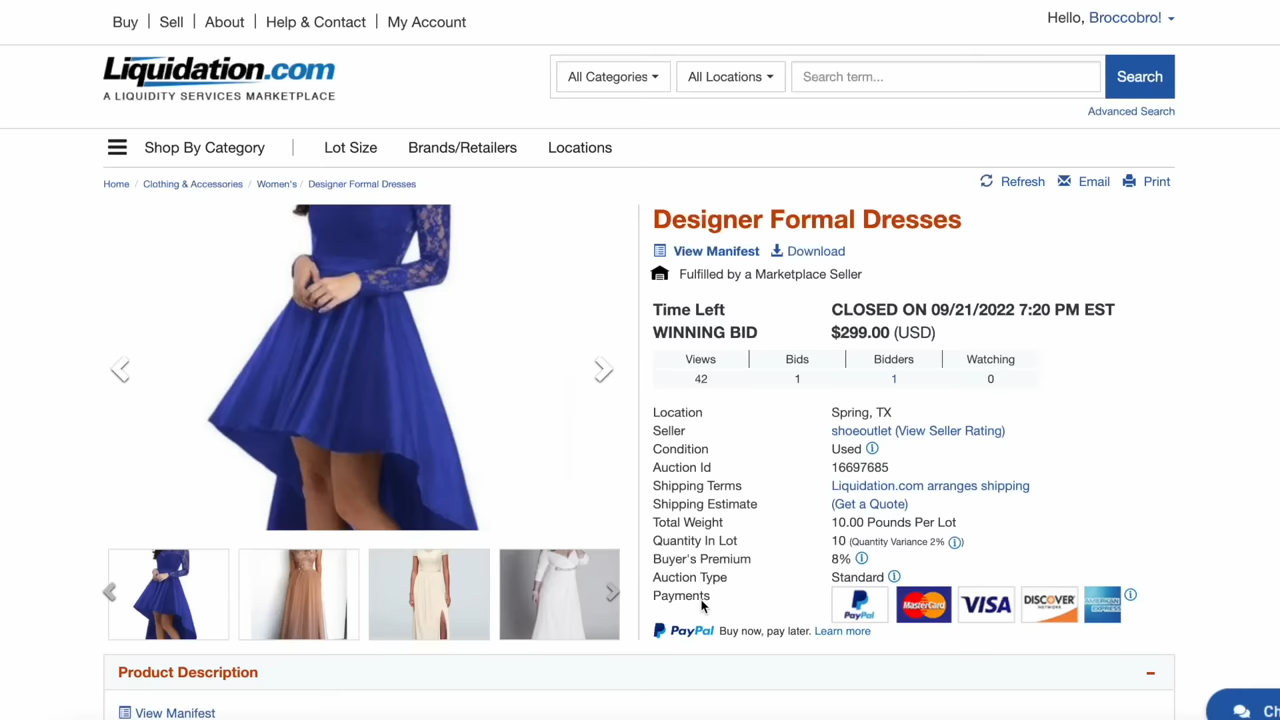 Buy | Sell | About | Help & Contact | My Account
Hello, Broccobro!
Liquidation.com
A LIQUIDITY SERVICES MARKETPLACE
All Categories All Locations Search term... Search
Advanced Search
Shop By Category | Lot Size Brands/Retailers Locations
Home / Clothing & Accessories / Women's / Designer Formal Dresses
Refresh Email Print
Designer Formal Dresses
View Manifest Download
Fulfilled by a Marketplace Seller
Time Left CLOSED ON 09/21/2022 7:20 PM EST
WINNING BID $299.00 (USD)
Views Bids Bidders Watching
42 1 1 0
Location Spring, TX
Seller shoeoutlet (View Seller Rating)
Condition Used
Auction Id 16697685
Shipping Terms Liquidation.com arranges shipping
Shipping Estimate (Get a Quote)
Total Weight 10.00 Pounds Per Lot
Quantity In Lot 10 (Quantity Variance 2% )
Buyer's Premium 8%
Auction Type Standard
Payments PayPal MasterCard VISA DISCOVER NETWORK AMERICAN EXPRESS
PayPal Buy now, pay later. Learn more
Product Description
View Manifest